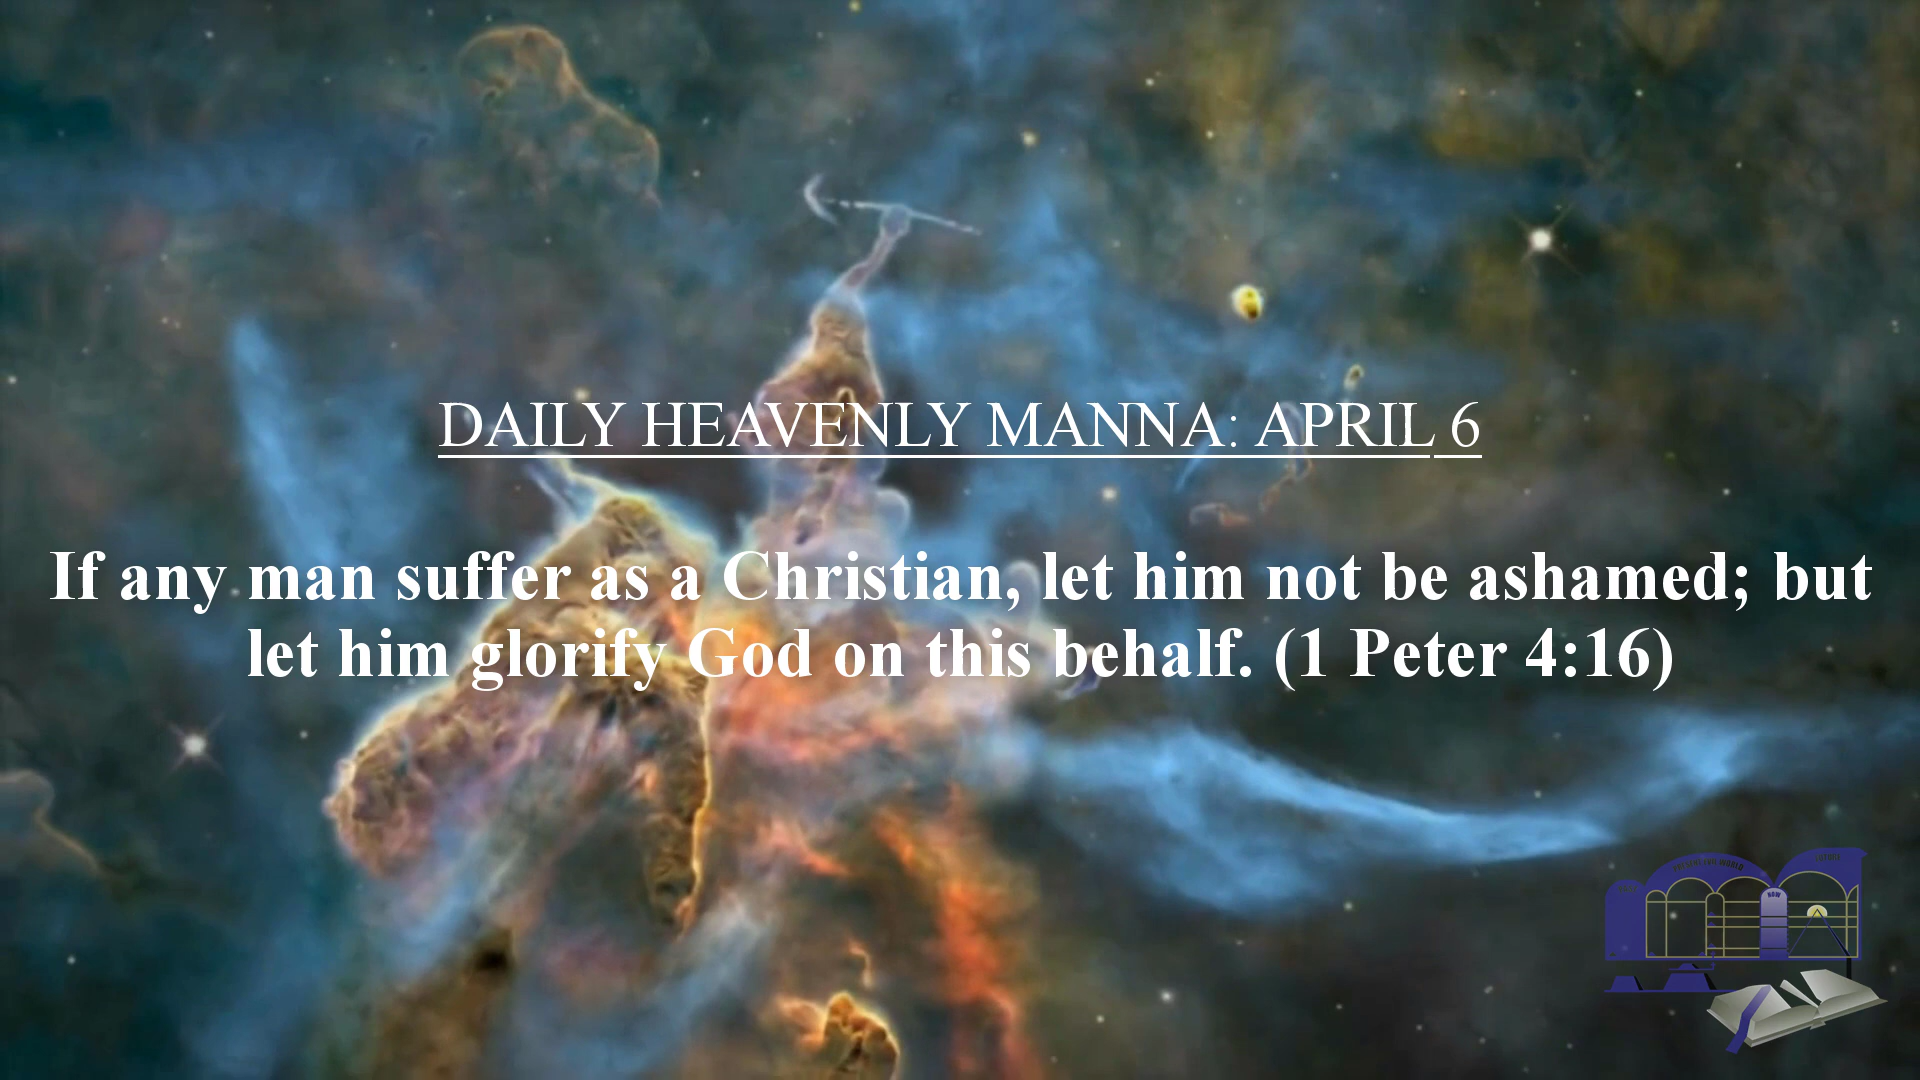 DAILY HEAVENLY MANNA: APRIL 6
If any man suffer as a Christian, let him not be ashamed; but
let him glorify God on this behalf. (1 Peter 4:16)